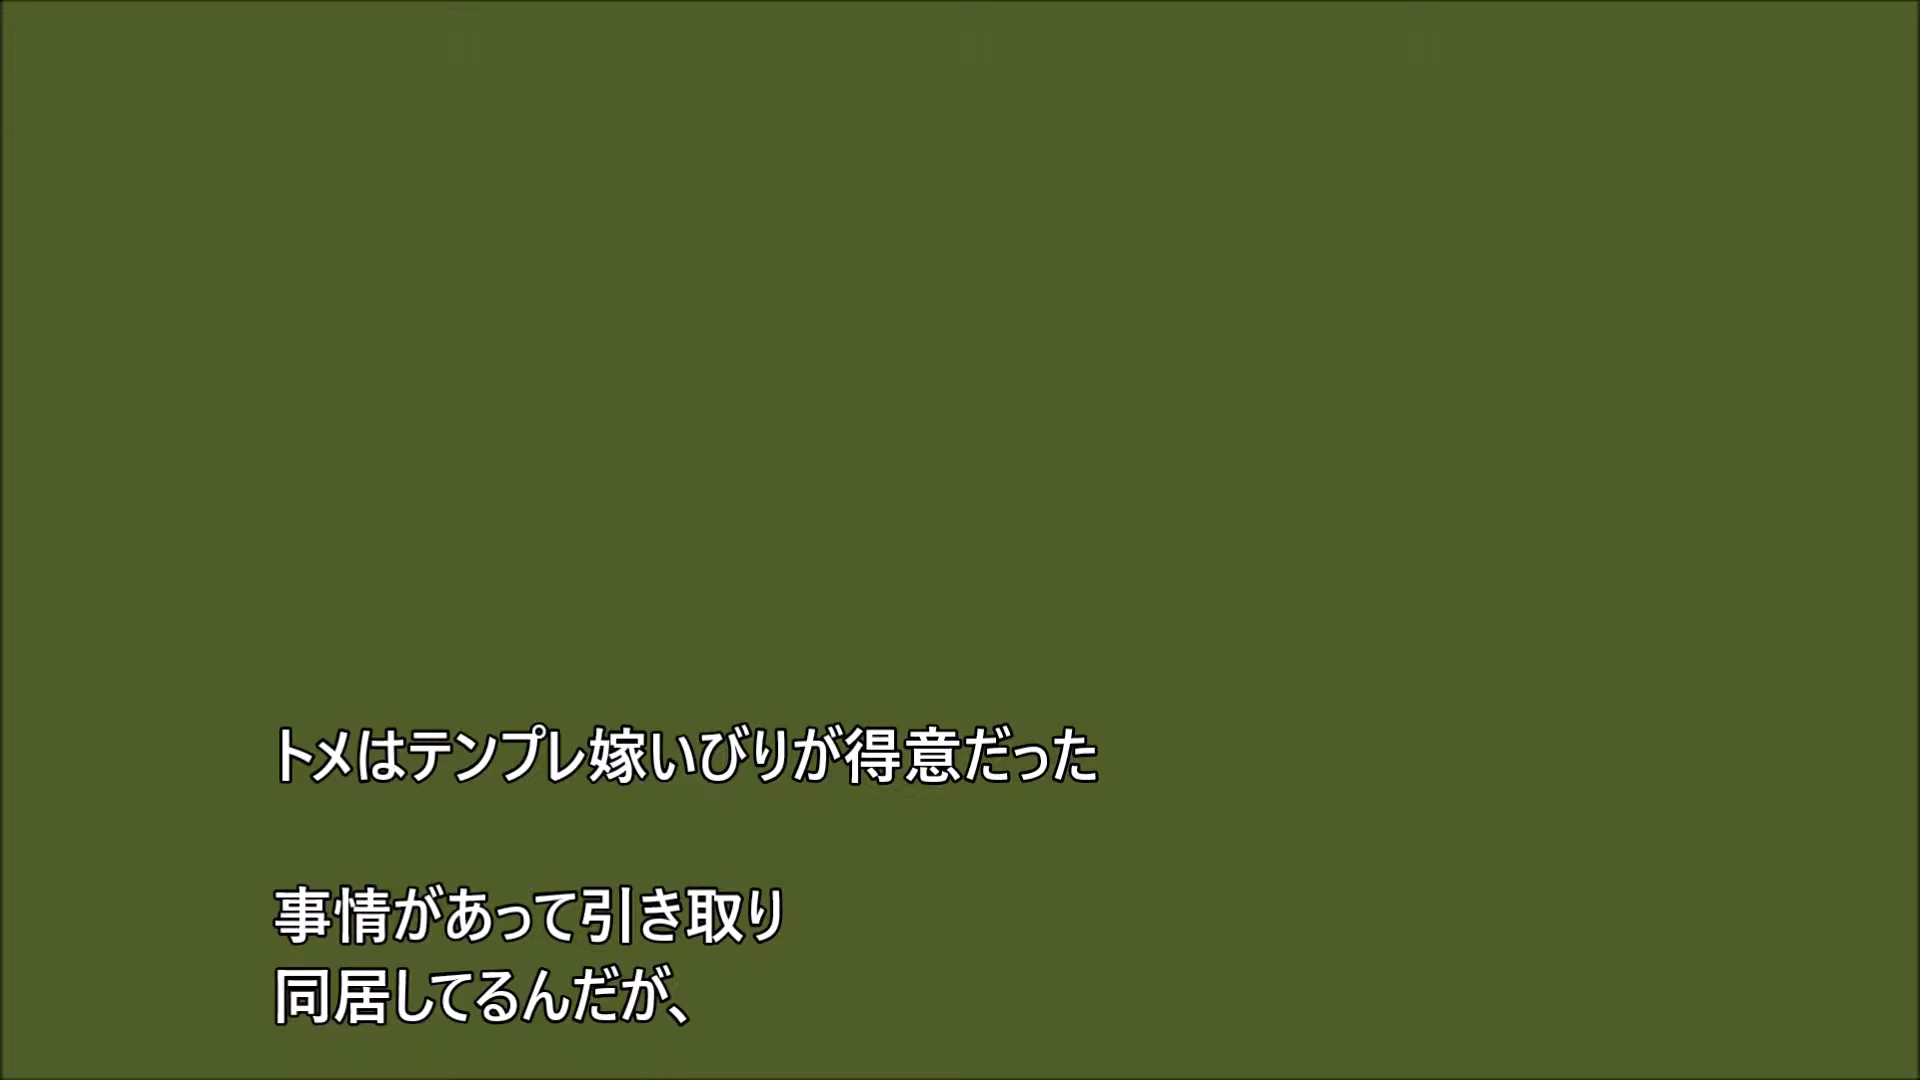 トメはテンプレ嫁いびりが得意だった
事情があって引き取り
同居してるんだが、